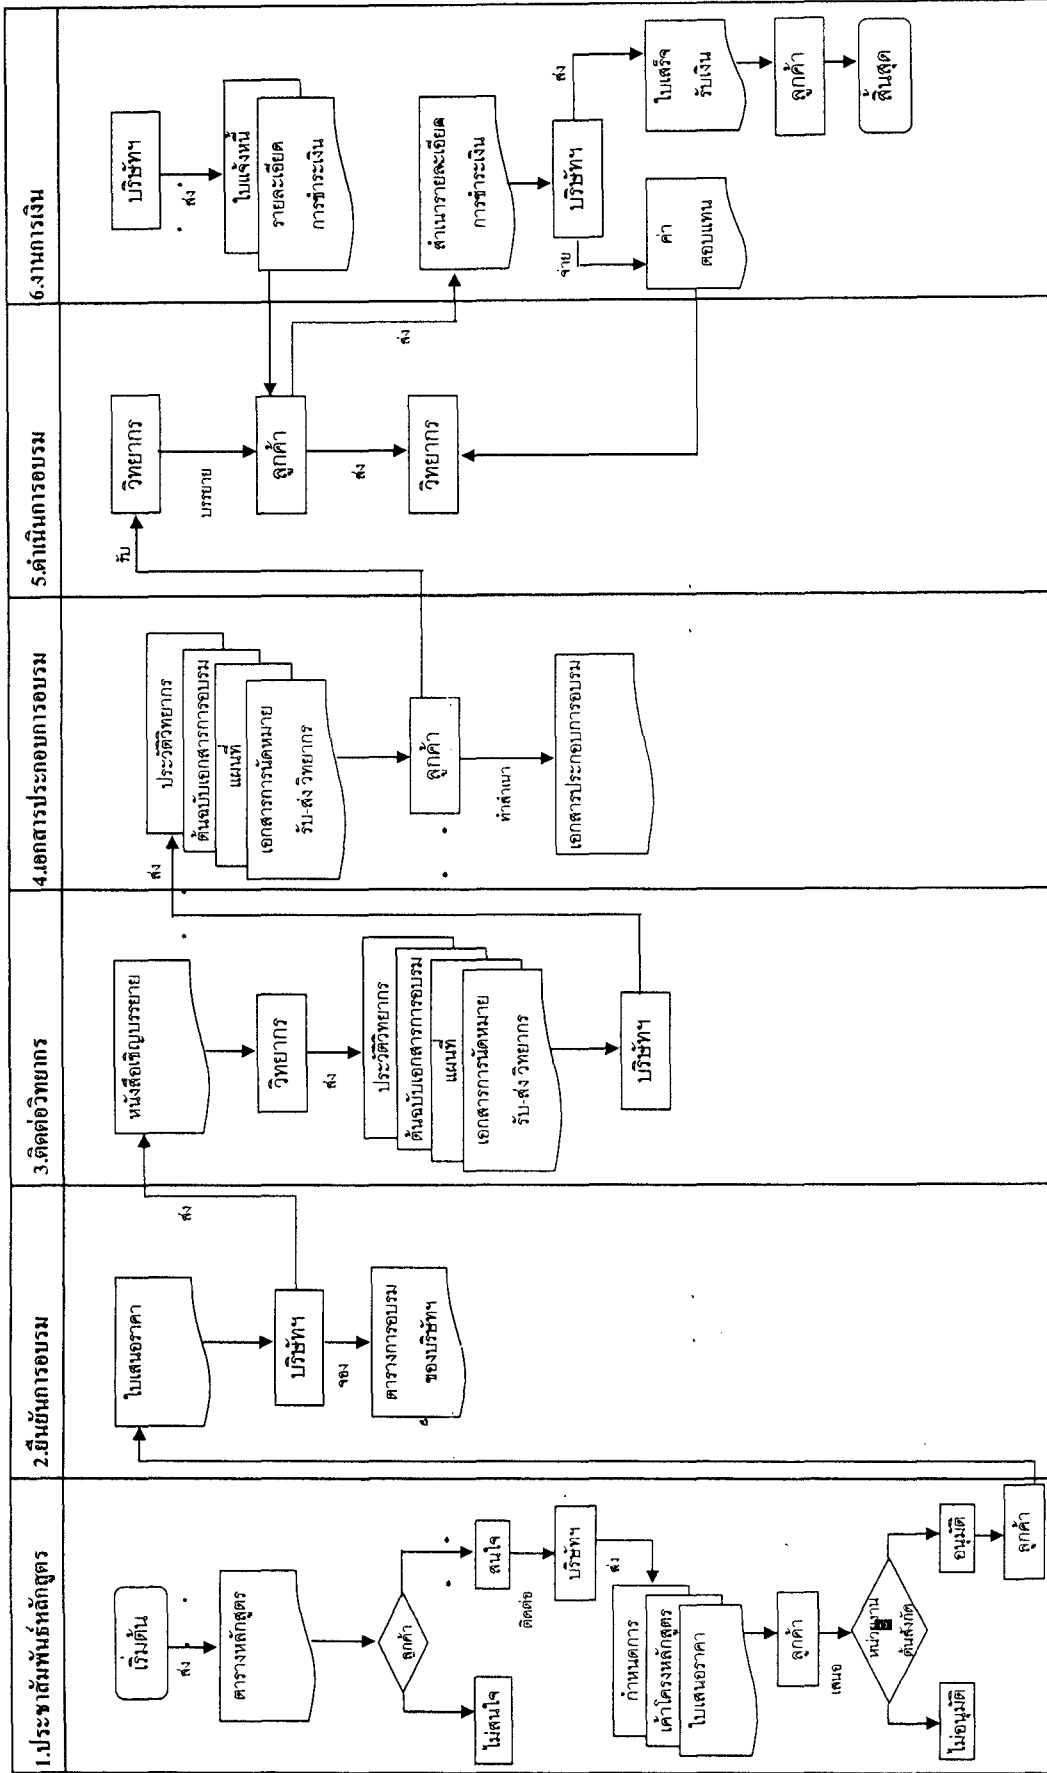 1.ประชาสัมพันธ์หลักสูตร
เริ่มต้น
ส่ง
ตารางหลักสูตร
ลูกค้า
ไม่สนใจ
สนใจ
ติดต่อ
บริษัทฯ
ส่ง
กำหนดการ
เค้าโครงหลักสูตร
ใบเสนอราคา
ลูกค้า
เสนอ
หน่วยงาน
ต้นสังกัด
ไม่อนุมัติ
อนุมัติ
ลูกค้า
2.ยืนยันการอบรม
ใบเสนอราคา
บริษัทฯ
จอง
ตารางการอบรม
ของบริษัทฯ
ส่ง
3.ติดต่อวิทยากร
หนังสือเชิญบรรยาย
วิทยากร
ส่ง
ประวัติวิทยากร
ต้นฉบับเอกสารการอบรม
แผนที่
เอกสารการนัดหมาย
รับ-ส่ง วิทยากร
บริษัทฯ
ส่ง
4.เอกสารประกอบการอบรม
ประวัติวิทยากร
ต้นฉบับเอกสารการอบรม
แผนที่
เอกสารการนัดหมาย
รับ-ส่ง วิทยากร
ลูกค้า
ทำสำเนา
เอกสารประกอบการอบรม
5.ดำเนินการอบรม
รับ
วิทยากร
บรรยาย
ลูกค้า
ส่ง
วิทยากร
ส่ง
6.งานการเงิน
บริษัทฯ
ส่ง
ใบแจ้งหนี้
รายละเอียด
การชำระเงิน
สำเนารายละเอียด
การชำระเงิน
บริษัทฯ
จ่าย
ส่ง
ค่า
ตอบแทน
ใบเสร็จ
รับเงิน
ลูกค้า
สิ้นสุด